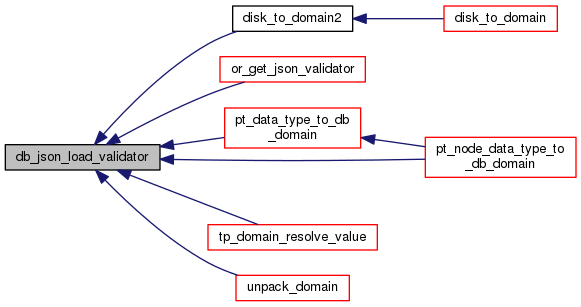 disk_to_domain2
disk_to_domain
or_get_json_validator
pt_data_type_to_db
_domain
pt_node_data_type_to
_db_domain
db_json_load_validator
tp_domain_resolve_value
unpack_domain